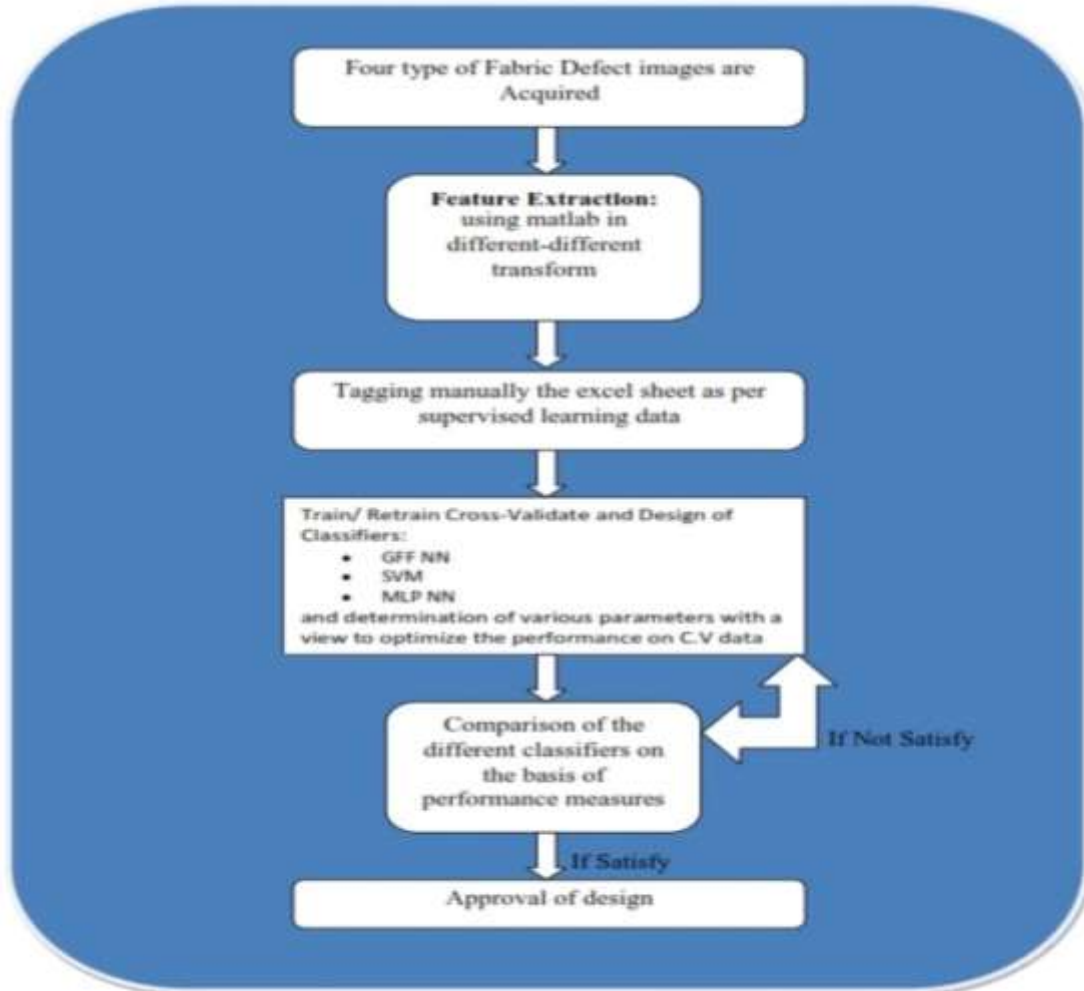 Four type of Fabric Defect images are
Acquired
Feature Extraction:
using matlab in
different-different
transform
Tagging manually the excel sheet as per
supervised learning data
Train/ Retrain Cross-Validate and Design of
Classifiers:
• GFF NN
• SVM
• MLP NN
and determination of various parameters with a
view to optimize the performance on C.V data
Comparison of the
different classifiers on
the basis of
performance measures
If Not Satisfy
If Satisfy
Approval of design